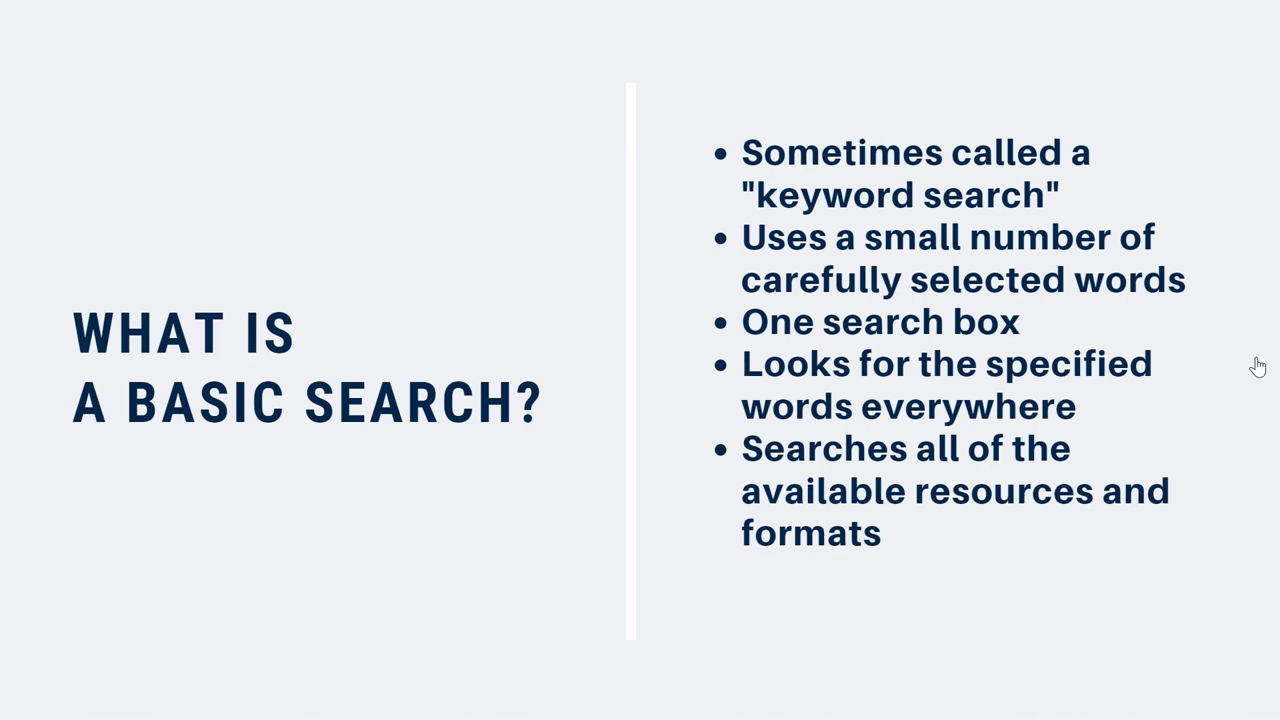 WHAT IS
A BASIC SEARCH?
• Sometimes called a
"keyword search"
• Uses a small number of
carefully selected words
• One search box
• Looks for the specified
words everywhere
• Searches all of the
available resources and
formats